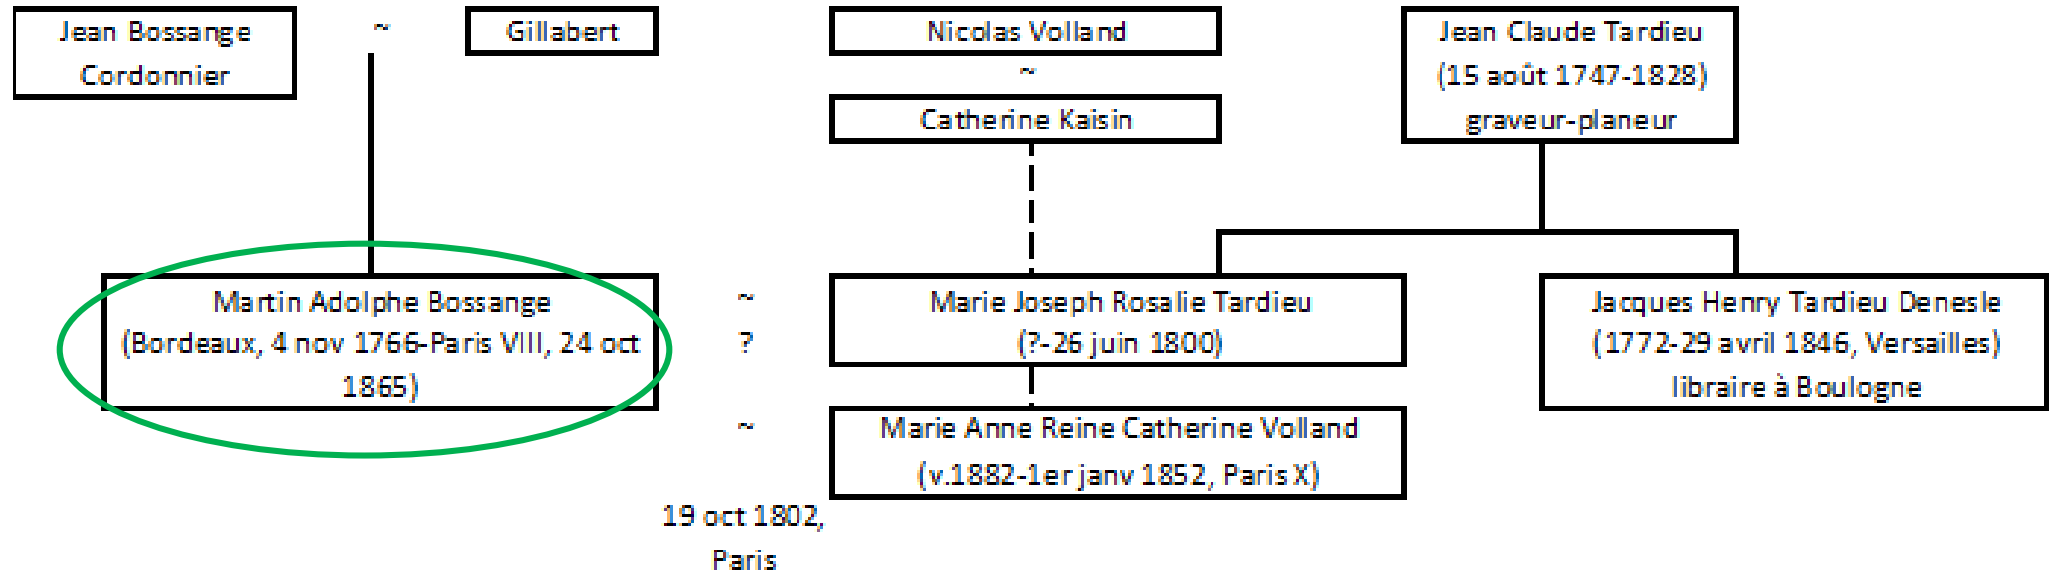 Jean Bossange
Cordonnier
~
Gillabert
Nicolas Volland
~
Catherine Kaisin
Jean Claude Tardieu
(15 août 1747-1828)
graveur-planeur
Martin Adolphe Bossange
(Bordeaux, 4 nov 1766-Paris VIII, 24 oct
1865)
~
?
Marie Joseph Rosalie Tardieu
(?-26 juin 1800)
Jacques Henry Tardieu Denesle
(1772-29 avril 1846, Versailles)
libraire à Boulogne
~
Marie Anne Reine Catherine Volland
(v.1882-1er janv 1852, Paris X)
19 oct 1802,
Paris